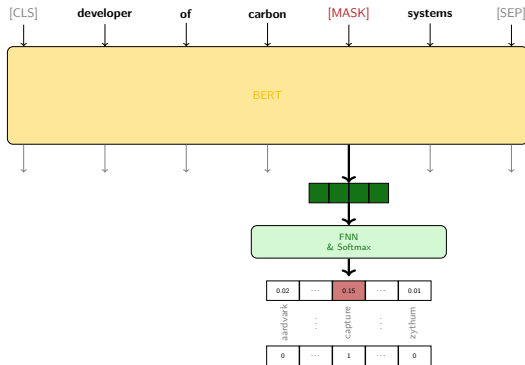 [CLS] developer of carbon [MASK] systems [SEP]
BERT
FNN
& Softmax
0.02 ··· 0.15 ··· 0.01
aardvark ··· capture ··· zythum
0 ··· 1 ··· 0